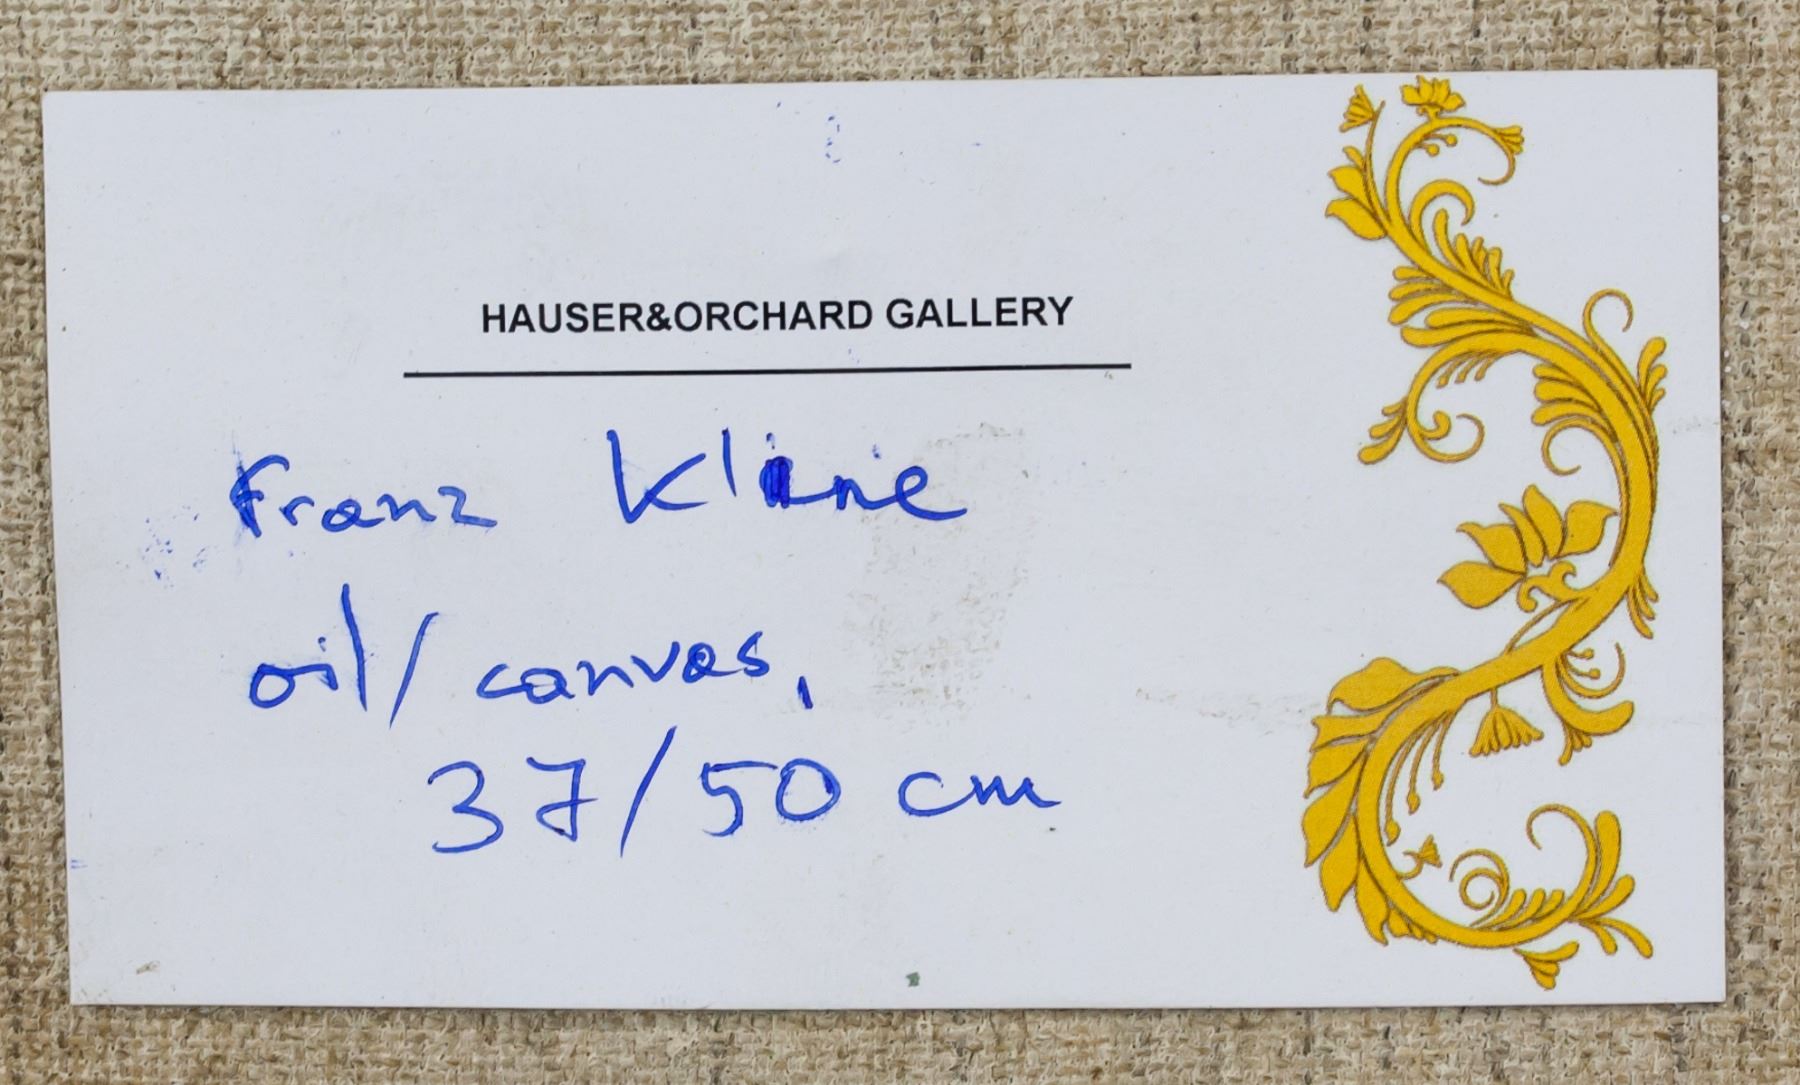 HAUSER&ORCHARD GALLERY
Franz Kline
oil/canvas,
37/50 cm